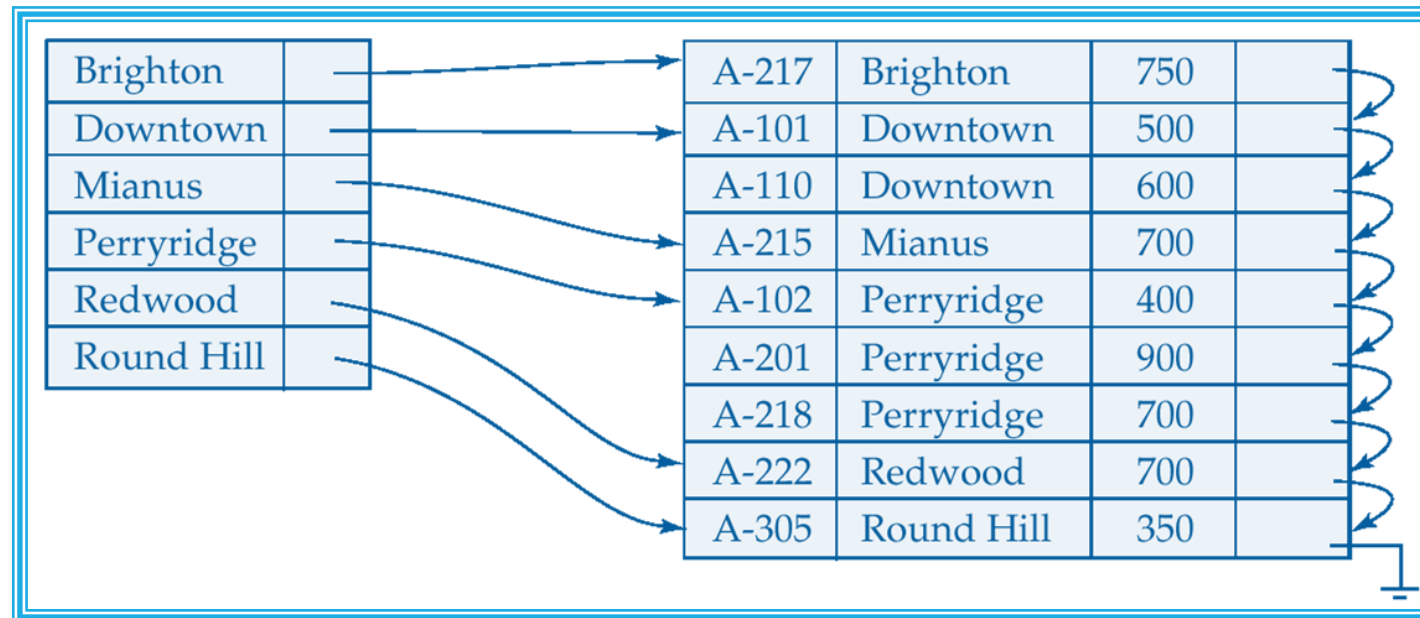 Brighton
Downtown
Mianus
Perryridge
Redwood
Round Hill
A-217 Brighton 750
A-101 Downtown 500
A-110 Downtown 600
A-215 Mianus 700
A-102 Perryridge 400
A-201 Perryridge 900
A-218 Perryridge 700
A-222 Redwood 700
A-305 Round Hill 350